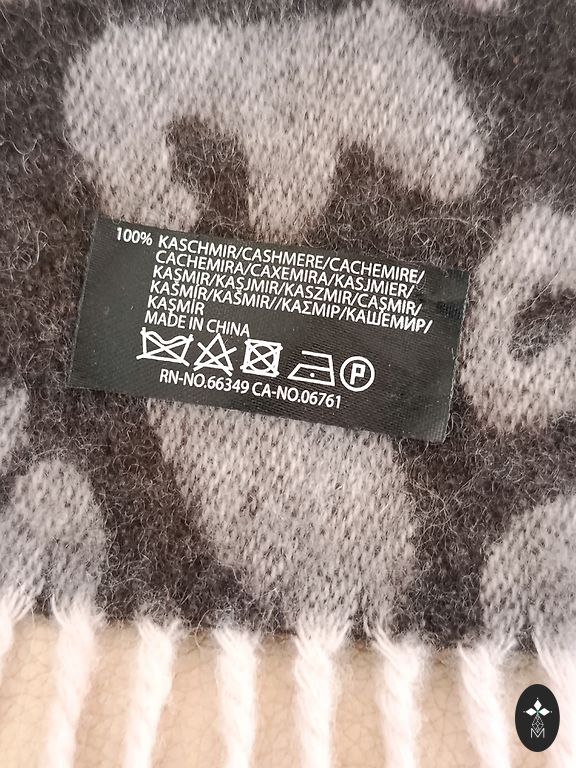 100% KASCHMIR/CASHMERE/CACHEMIRE/
CACHEMIRA/CAXEMIRA/KASJMIER/
KAŞMIR/KAŞJMIR/KASZMIR/CAŞMIR/
KAŠMIR/KAŠMIR//ΚΑΣΜΙΡ/КАШЕМИР/
KAŞMIR
MADE IN CHINA
P
RN-NO.66349 CA-NO.06761
M